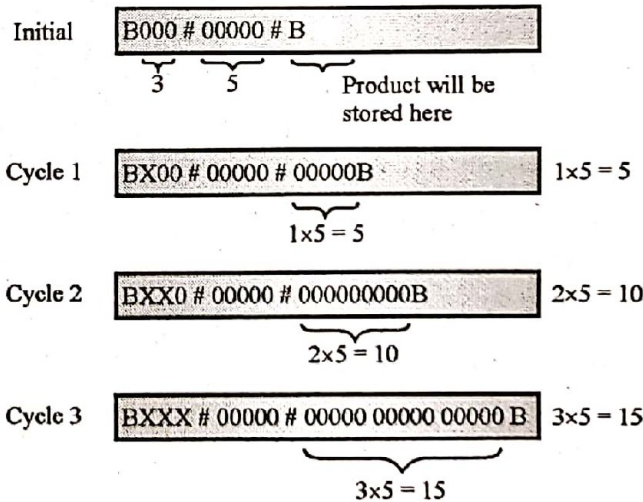 Initial
B000 # 00000 # B
3
5
Product will be
stored here
Cycle 1
BX00 # 00000 # 00000B
1×5 = 5
1×5 = 5
Cycle 2
BXX0 # 00000 # 000000000B
2×5 = 10
2×5 = 10
Cycle 3
BXXX # 00000 # 00000 00000 00000 B
3×5 = 15
3×5 = 15